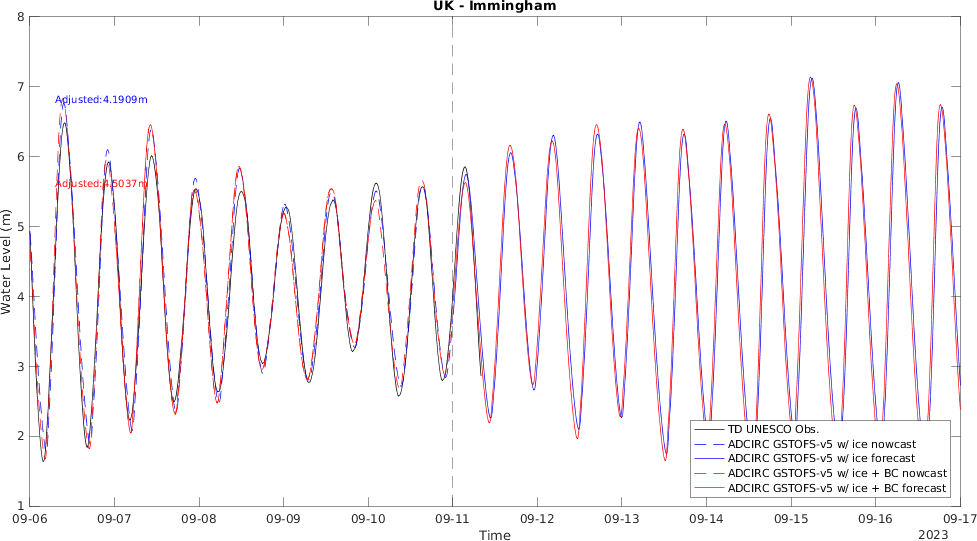 UK - Immingham
8
7
6
5
4
3
2
1
Water Level (m)
Adjusted:4.1909m
Adjusted:4.5037m
TD UNESCO Obs.
ADCIRC GSTOFS-v5 w/ ice nowcast
ADCIRC GSTOFS-v5 w/ ice forecast
ADCIRC GSTOFS-v5 w/ ice + BC nowcast
ADCIRC GSTOFS-v5 w/ ice + BC forecast
09-06 09-07 09-08 09-09 09-10 09-11 09-12 09-13 09-14 09-15 09-16 09-17
Time
2023